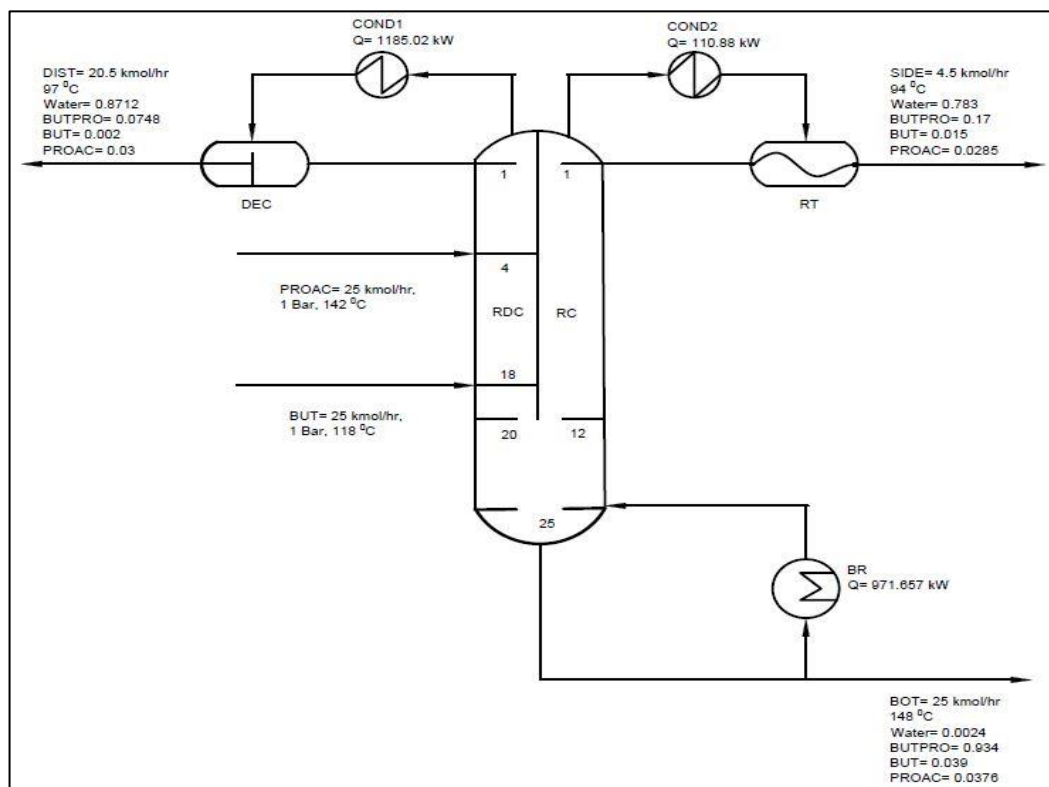 COND1
Q= 1185.02 kW
COND2
Q= 110.88 kW
DIST= 20.5 kmol/hr
97 ⁰C
Water= 0.8712
BUTPRO= 0.0748
BUT= 0.002
PROAC= 0.03
SIDE= 4.5 kmol/hr
94 ⁰C
Water= 0.783
BUTPRO= 0.17
BUT= 0.015
PROAC= 0.0285
1
1
DEC
RT
4
PROAC= 25 kmol/hr,
1 Bar, 142 ⁰C
RDC
RC
18
BUT= 25 kmol/hr,
1 Bar, 118 ⁰C
20
12
25
BR
Q= 971.657 kW
BOT= 25 kmol/hr
148 ⁰C
Water= 0.0024
BUTPRO= 0.934
BUT= 0.039
PROAC= 0.0376